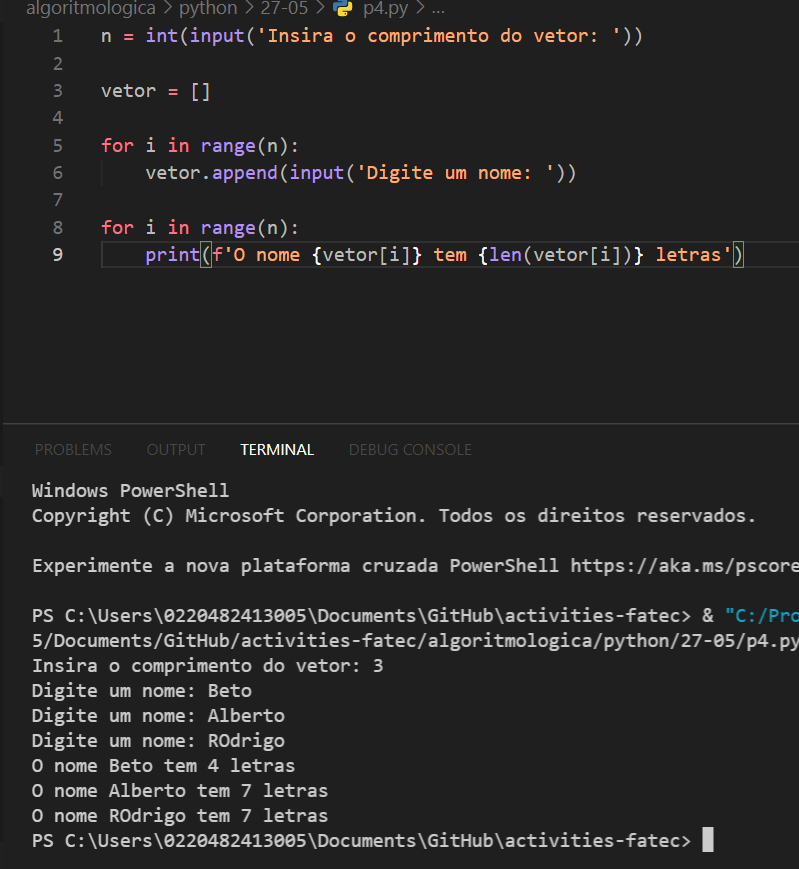 algoritmologica > python > 27-05 > p4.py > ...
1 n = int(input('Insira o comprimento do vetor: '))
2
3 vetor = []
4
5 for i in range(n):
6     vetor.append(input('Digite um nome: '))
7
8 for i in range(n):
9     print(f'O nome {vetor[i]} tem {len(vetor[i])} letras')
PROBLEMS OUTPUT TERMINAL DEBUG CONSOLE
Windows PowerShell
Copyright (C) Microsoft Corporation. Todos os direitos reservados.
Experimente a nova plataforma cruzada PowerShell https://aka.ms/pscore
PS C:\Users\0220482413005\Documents\GitHub\activities-fatec> & "C:/Pro
5/Documents/GitHub/activities-fatec/algoritmologica/python/27-05/p4.py
Insira o comprimento do vetor: 3
Digite um nome: Beto
Digite um nome: Alberto
Digite um nome: ROdrigo
O nome Beto tem 4 letras
O nome Alberto tem 7 letras
O nome ROdrigo tem 7 letras
PS C:\Users\0220482413005\Documents\GitHub\activities-fatec>